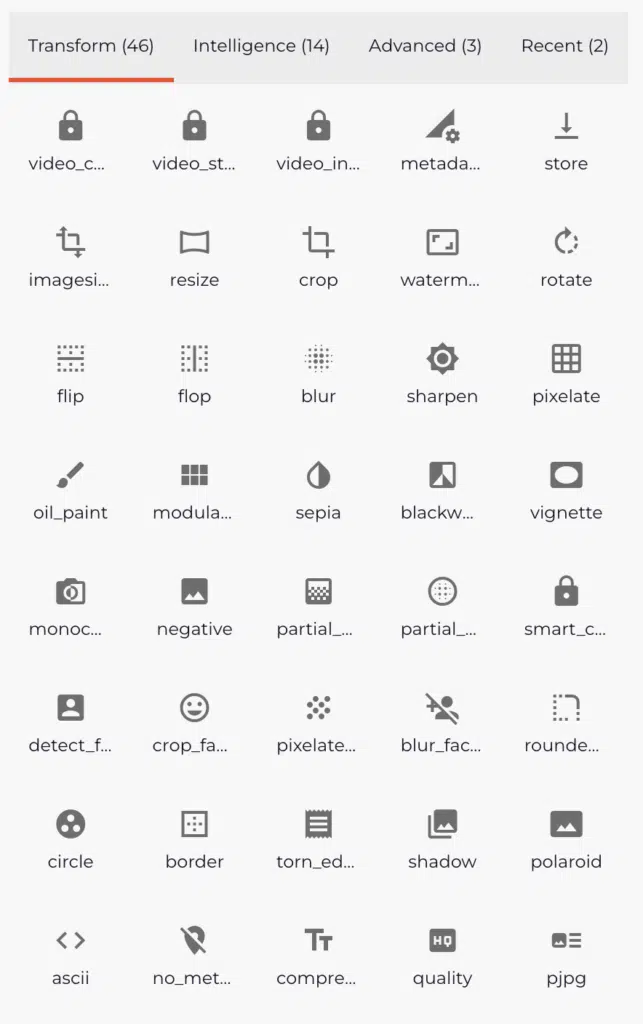 Transform (46) Intelligence (14) Advanced (3) Recent (2)
video_c... video_st... video_in... metada... store
imagesi... resize crop waterm... rotate
flip flop blur sharpen pixelate
oil_paint modula... sepia blackw... vignette
monoc... negative partial_... partial_... smart_c...
detect_f... crop_fa... pixelate... blur_fac... rounde...
circle border torn_ed... shadow polaroid
HQ
ascii no_met... compre... quality pjpg